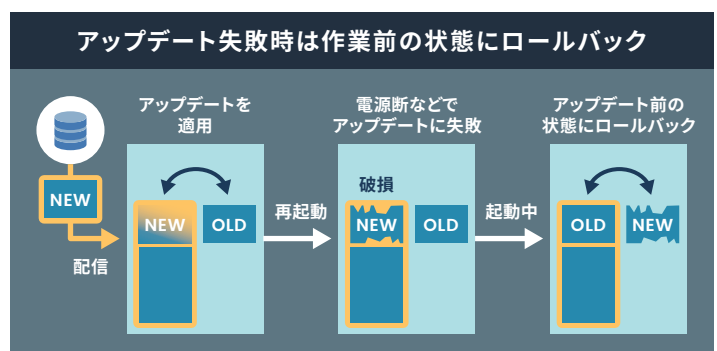 アップデート失敗時は作業前の状態にロールバック
NEW
配信
アップデートを
適用
NEW
OLD
再起動
電源断などで
アップデートに失敗
破損
NEW
OLD
起動中
アップデート前の
状態にロールバック
OLD
NEW